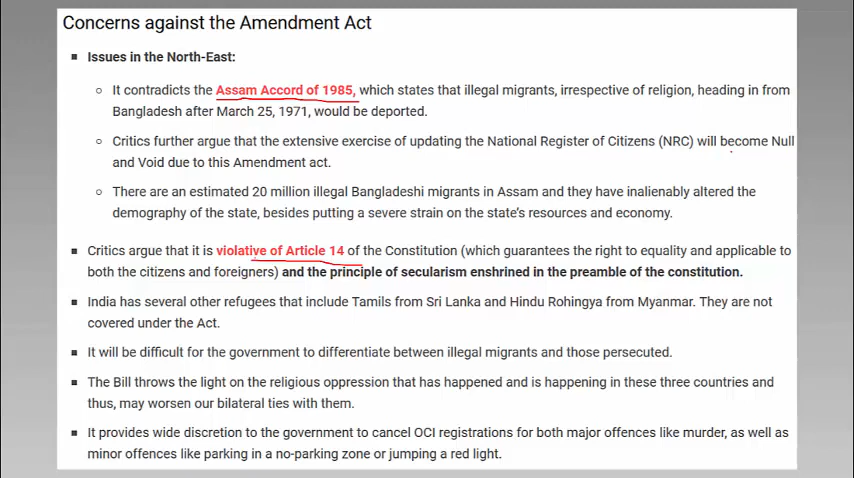 Concerns against the Amendment Act
▪ Issues in the North-East:
○ It contradicts the Assam Accord of 1985, which states that illegal migrants, irrespective of religion, heading in from
Bangladesh after March 25, 1971, would be deported.
○ Critics further argue that the extensive exercise of updating the National Register of Citizens (NRC) will become Null
and Void due to this Amendment act.
○ There are an estimated 20 million illegal Bangladeshi migrants in Assam and they have inalienably altered the
demography of the state, besides putting a severe strain on the state's resources and economy.
▪ Critics argue that it is violative of Article 14 of the Constitution (which guarantees the right to equality and applicable to
both the citizens and foreigners) and the principle of secularism enshrined in the preamble of the constitution.
▪ India has several other refugees that include Tamils from Sri Lanka and Hindu Rohingya from Myanmar. They are not
covered under the Act.
▪ It will be difficult for the government to differentiate between illegal migrants and those persecuted.
▪ The Bill throws the light on the religious oppression that has happened and is happening in these three countries and
thus, may worsen our bilateral ties with them.
▪ It provides wide discretion to the government to cancel OCI registrations for both major offences like murder, as well as
minor offences like parking in a no-parking zone or jumping a red light.